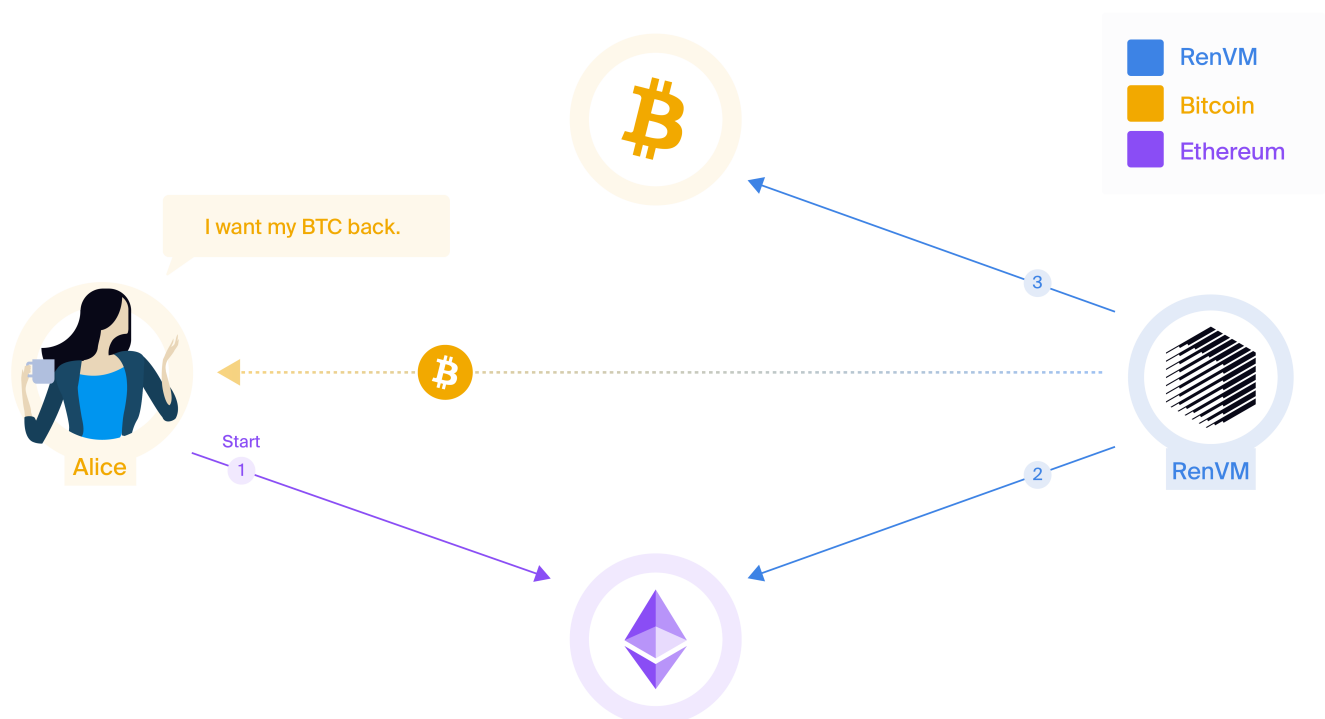 RenVM
Bitcoin
Ethereum
I want my BTC back.
3
Start
1
Alice
2
RenVM